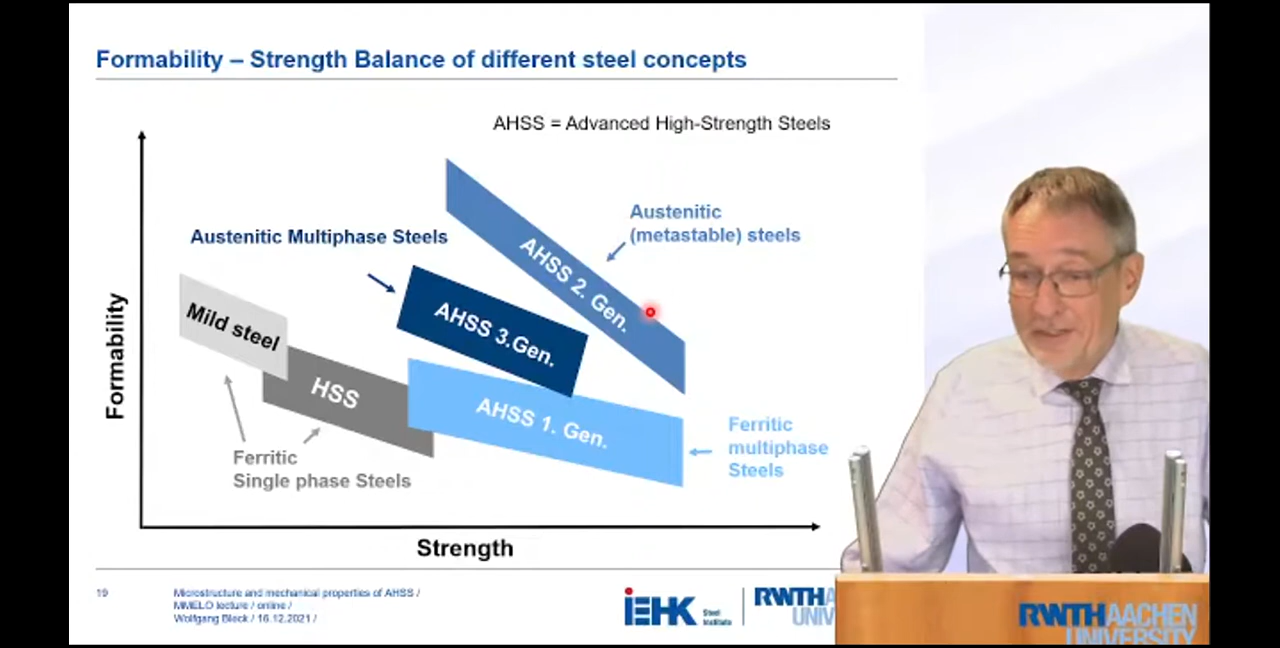 Formability – Strength Balance of different steel concepts
AHSS = Advanced High-Strength Steels
Formability
Austenitic
(metastable) steels
Austenitic Multiphase Steels
AHSS 2. Gen.
Mild steel
AHSS 3.Gen.
HSS
AHSS 1. Gen.
Ferritic
multiphase
Steels
Ferritic
Single phase Steels
Strength
19
Microstructure and mechanical properties of AHSS /
MMELO lecture / online /
Wolfgang Bleck / 16.12.2021 /
IEHK
Steel
Institute
RWTHA
UNIV
RWTHAACHEN
UNIVERSITY